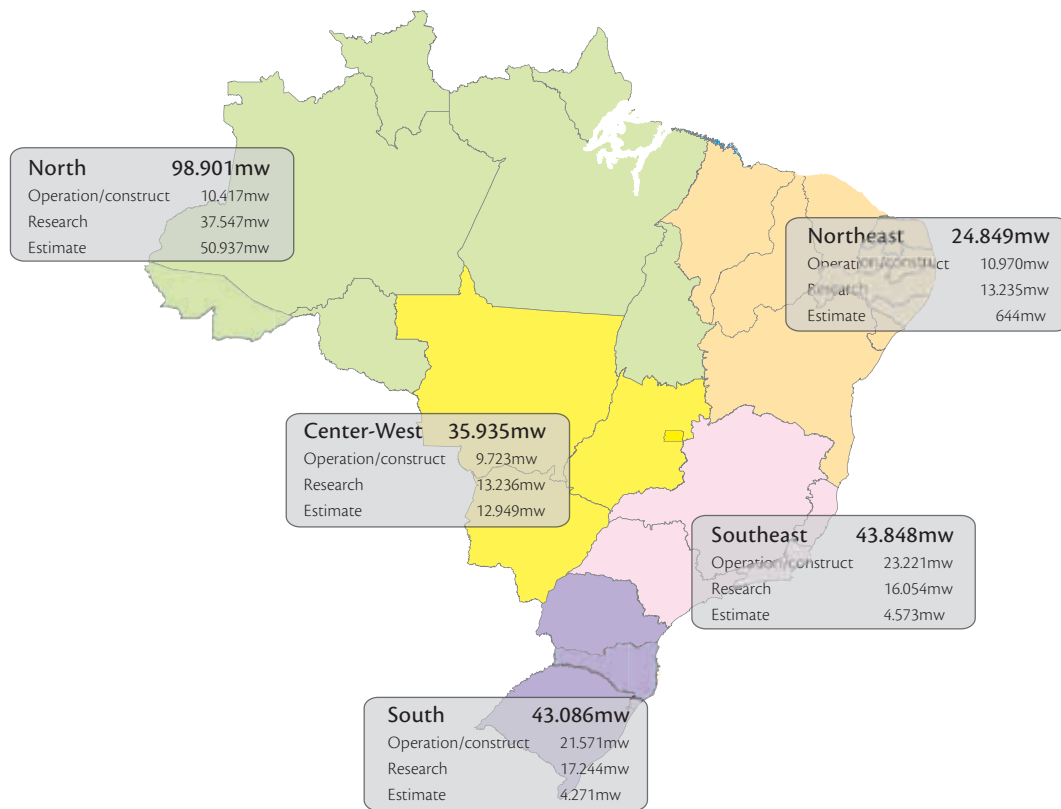 North 98.901mw
Operation/construct 10.417mw
Research 37.547mw
Estimate 50.937mw
Northeast 24.849mw
Operation/construct 10.970mw
Research 13.235mw
Estimate 644mw
Center-West 35.935mw
Operation/construct 9.723mw
Research 13.236mw
Estimate 12.949mw
Southeast 43.848mw
Operation/construct 23.221mw
Research 16.054mw
Estimate 4.573mw
South 43.086mw
Operation/construct 21.571mw
Research 17.244mw
Estimate 4.271mw